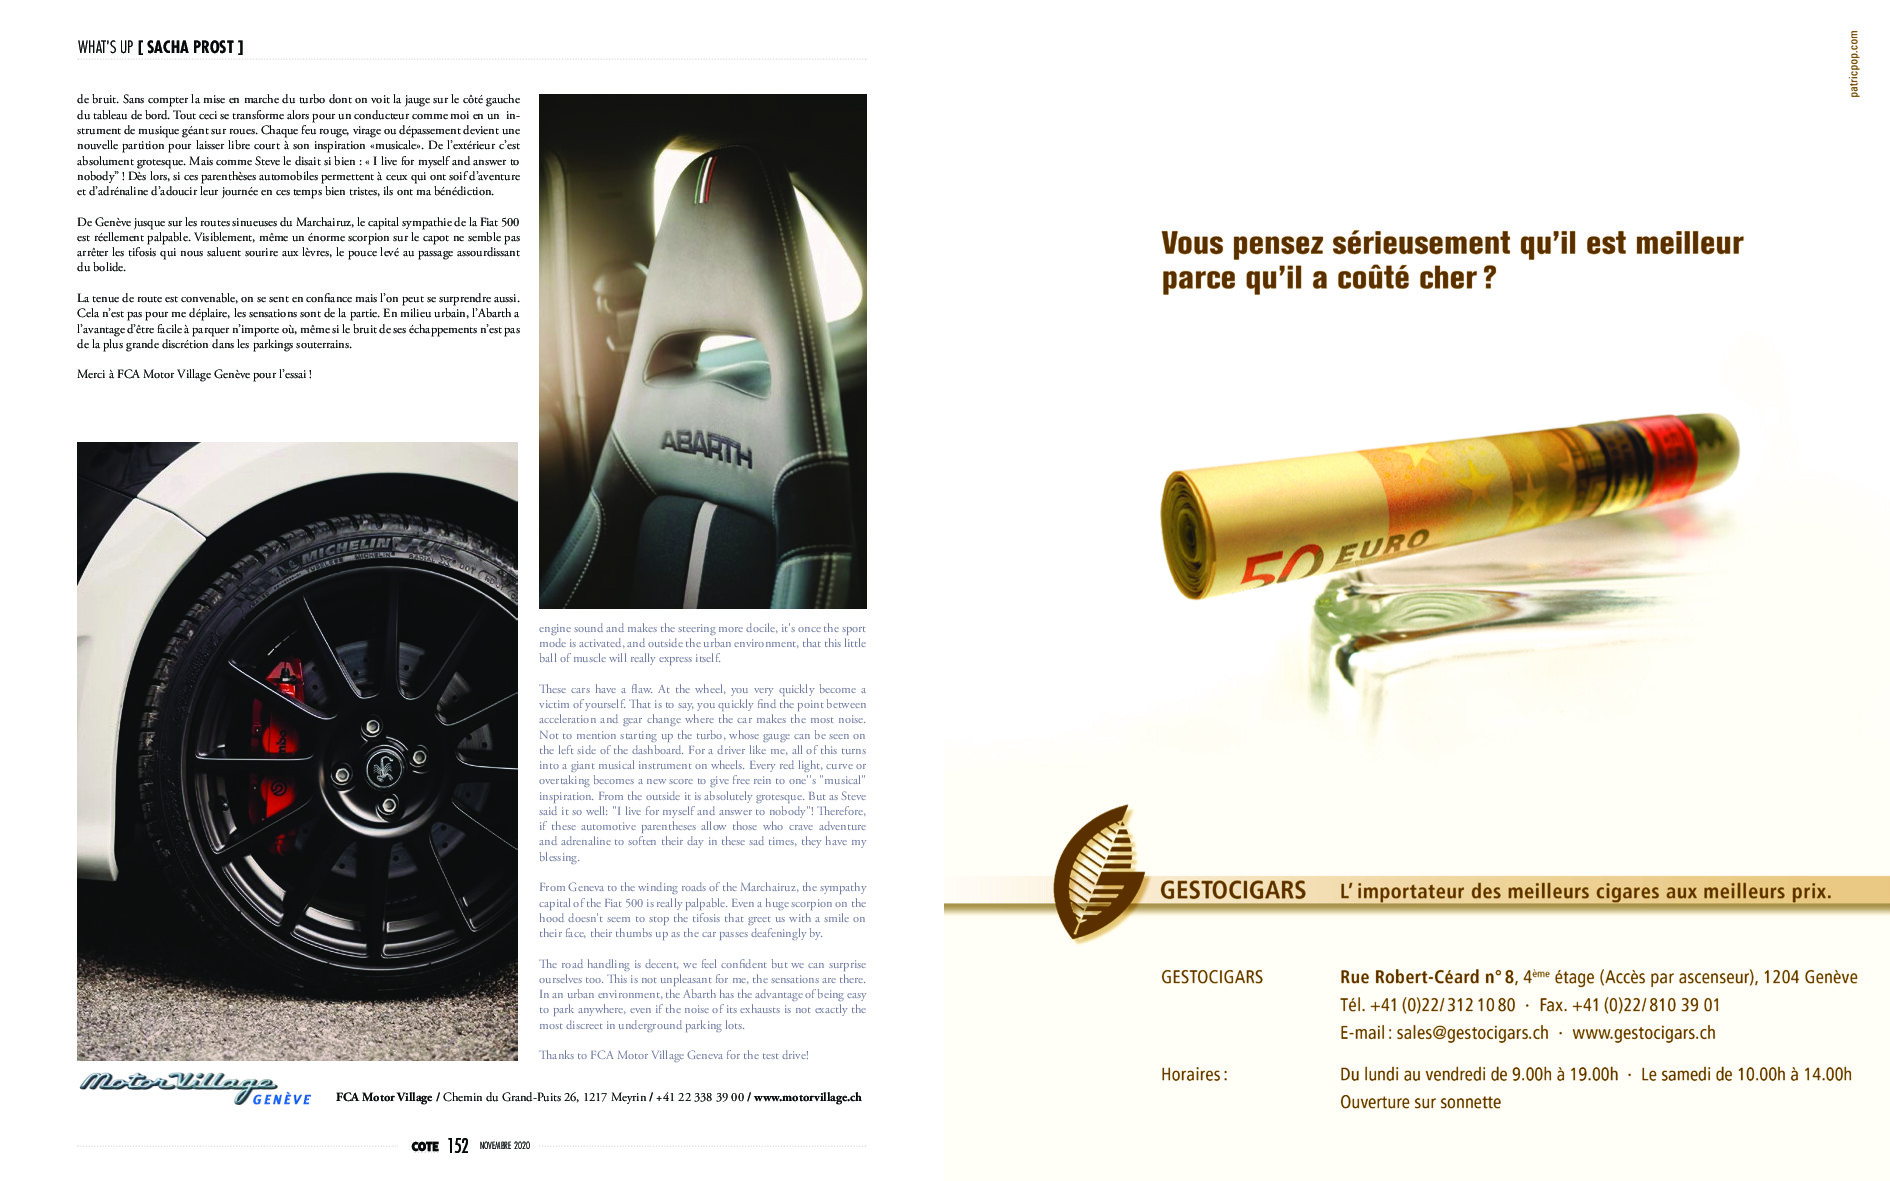 WHAT'S UP [ SACHA PROST ]
de bruit. Sans compter la mise en marche du turbo dont on voit la jauge sur le côté gauche
du tableau de bord. Tout ceci se transforme alors pour un conducteur comme moi en un in-
strument de musique géant sur roues. Chaque feu rouge, virage ou dépassement devient une
nouvelle partition pour laisser libre court à son inspiration «musicale». De l'extérieur c'est
absolument grotesque. Mais comme Steve le disait si bien : « I live for myself and answer to
nobody" ! Dès lors, si ces parenthèses automobiles permettent à ceux qui ont soif d'aventure
et d'adrénaline d'adoucir leur journée en ces temps bien tristes, ils ont ma bénédiction.
De Genève jusque sur les routes sinueuses du Marchairuz, le capital sympathie de la Fiat 500
est réellement palpable. Visiblement, même un énorme scorpion sur le capot ne semble pas
arrêter les tifosis qui nous saluent sourire aux lèvres, le pouce levé au passage assourdissant
du bolide.
La tenue de route est convenable, on se sent en confiance mais l'on peut se surprendre aussi.
Cela n'est pas pour me déplaire, les sensations sont de la partie. En milieu urbain, l'Abarth a
l'avantage d'être facile à parquer n'importe où, même si le bruit de ses échappements n'est pas
de la plus grande discrétion dans les parkings souterrains.
Merci à FCA Motor Village Genève pour l'essai !
MICHELIN
TUBELESS MICHELIN RADIAL X DOT
ABARTH
engine sound and makes the steering more docile, it's once the sport
mode is activated, and outside the urban environment, that this little
ball of muscle will really express itself.
These cars have a flaw. At the wheel, you very quickly become a
victim of yourself. That is to say, you quickly find the point between
acceleration and gear change where the car makes the most noise.
Not to mention starting up the turbo, whose gauge can be seen on
the left side of the dashboard. For a driver like me, all of this turns
into a giant musical instrument on wheels. Every red light, curve or
overtaking becomes a new score to give free rein to one''s "musical"
inspiration. From the outside it is absolutely grotesque. But as Steve
said it so well: "I live for myself and answer to nobody"! Therefore,
if these automotive parentheses allow those who crave adventure
and adrenaline to soften their day in these sad times, they have my
blessing.
From Geneva to the winding roads of the Marchairuz, the sympathy
capital of the Fiat 500 is really palpable. Even a huge scorpion on the
hood doesn't seem to stop the tifosis that greet us with a smile on
their face, their thumbs up as the car passes deafeningly by.
The road handling is decent, we feel confident but we can surprise
ourselves too. This is not unpleasant for me, the sensations are there.
In an urban environment, the Abarth has the advantage of being easy
to park anywhere, even if the noise of its exhausts is not exactly the
most discreet in underground parking lots.
Thanks to FCA Motor Village Geneva for the test drive!
Motor Village
GENÈVE
FCA Motor Village / Chemin du Grand-Puits 26, 1217 Meyrin / +41 22 338 39 00 / www.motorvillage.ch
COTE 152 NOVEMBRE 2020
patricpop.com
Vous pensez sérieusement qu'il est meilleur
parce qu'il a coûté cher ?
50 EURO
GESTOCIGARS L'importateur des meilleurs cigares aux meilleurs prix.
GESTOCIGARS Rue Robert-Céard n° 8, 4ème étage (Accès par ascenseur), 1204 Genève
Tél. +41 (0)22/ 312 10 80 · Fax. +41 (0)22/ 810 39 01
E-mail : sales@gestocigars.ch · www.gestocigars.ch
Horaires : Du lundi au vendredi de 9.00h à 19.00h · Le samedi de 10.00h à 14.00h
Ouverture sur sonnette